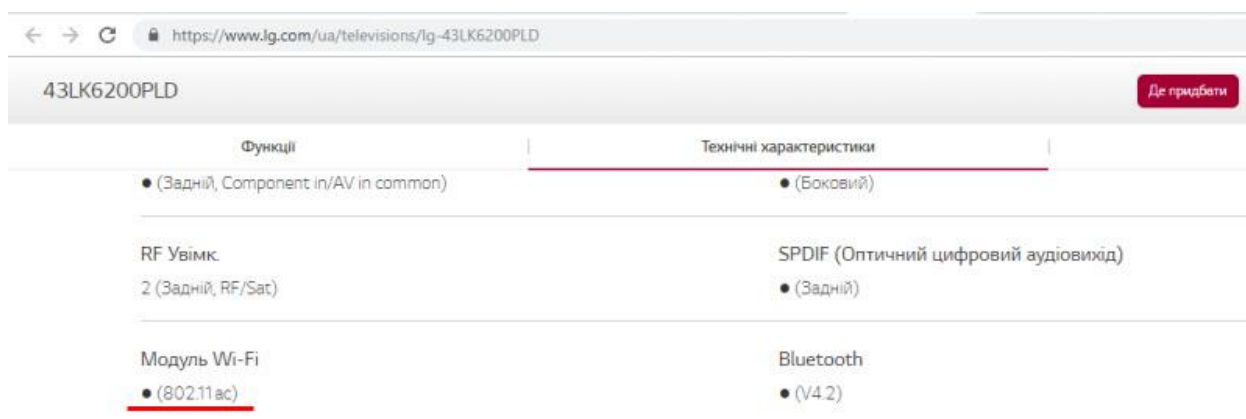 https://www.lg.com/ua/televisions/lg-43LK6200PLD
43LK6200PLD
Де придбати
Функції
Технічні характеристики
● (Задній, Component in/AV in common)
● (Боковий)
RF Увімк.
SPDIF (Оптичний цифровий аудіовихід)
2 (Задній, RF/Sat)
● (Задній)
Модуль Wi-Fi
Bluetooth
● (802.11ac)
● (V4.2)